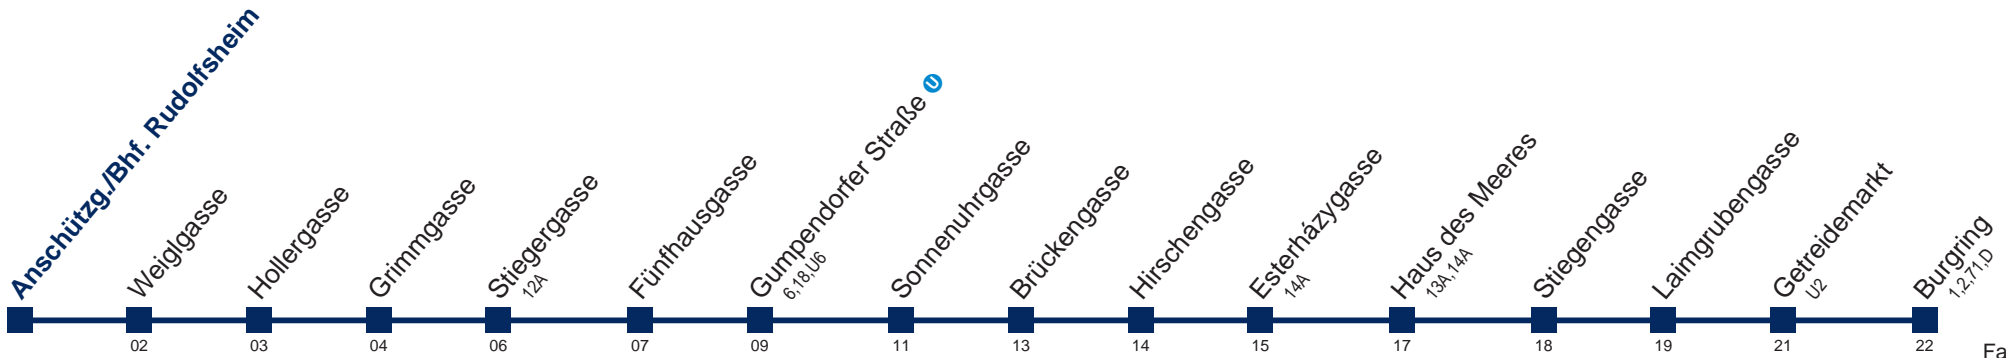 Anschützg./Bhf. Rudolfsheim
Weiglgasse
02
Hollergasse
03
Grimmgasse
04
Stiegergasse
12A
06
Fünfhausgasse
07
Gumpendorfer Straße U
6,18,U6
09
Sonnenuhrgasse
11
Brückengasse
13
Hirschengasse
14
Esterházygasse
14A
15
Haus des Meeres
13A,14A
17
Stiegengasse
18
Laimgrubengasse
19
Getreidemarkt
U2
21
Burgring
1,2,71,D
22
Fa